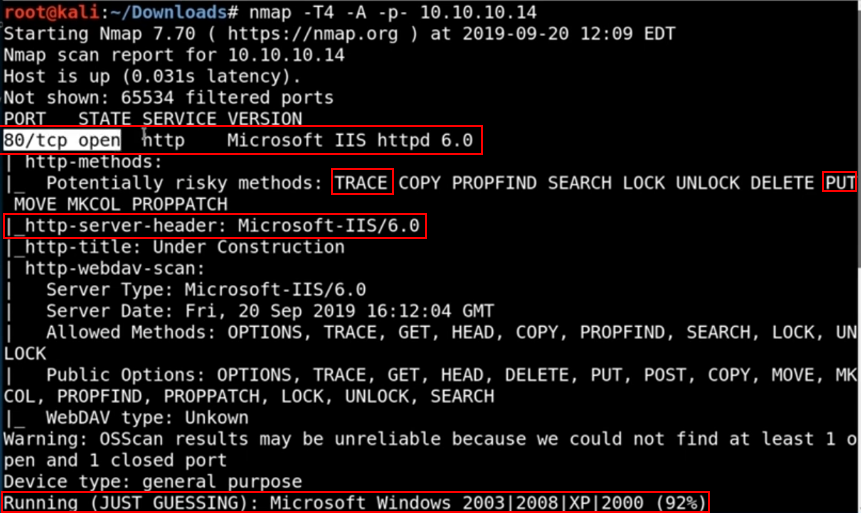 root@kali:~/Downloads# nmap -T4 -A -p- 10.10.10.14
Starting Nmap 7.70 ( https://nmap.org ) at 2019-09-20 12:09 EDT
Nmap scan report for 10.10.10.14
Host is up (0.031s latency).
Not shown: 65534 filtered ports
PORT   STATE SERVICE VERSION
80/tcp open  http    Microsoft IIS httpd 6.0
| http-methods:
|_  Potentially risky methods: TRACE COPY PROPFIND SEARCH LOCK UNLOCK DELETE PUT
 MOVE MKCOL PROPPATCH
|_http-server-header: Microsoft-IIS/6.0
|_http-title: Under Construction
| http-webdav-scan:
|   Server Type: Microsoft-IIS/6.0
|   Server Date: Fri, 20 Sep 2019 16:12:04 GMT
|   Allowed Methods: OPTIONS, TRACE, GET, HEAD, COPY, PROPFIND, SEARCH, LOCK, UN
LOCK
|   Public Options: OPTIONS, TRACE, GET, HEAD, DELETE, PUT, POST, COPY, MOVE, MK
COL, PROPFIND, PROPPATCH, LOCK, UNLOCK, SEARCH
|_  WebDAV type: Unkown
Warning: OSScan results may be unreliable because we could not find at least 1 o
pen and 1 closed port
Device type: general purpose
Running (JUST GUESSING): Microsoft Windows 2003|2008|XP|2000 (92%)